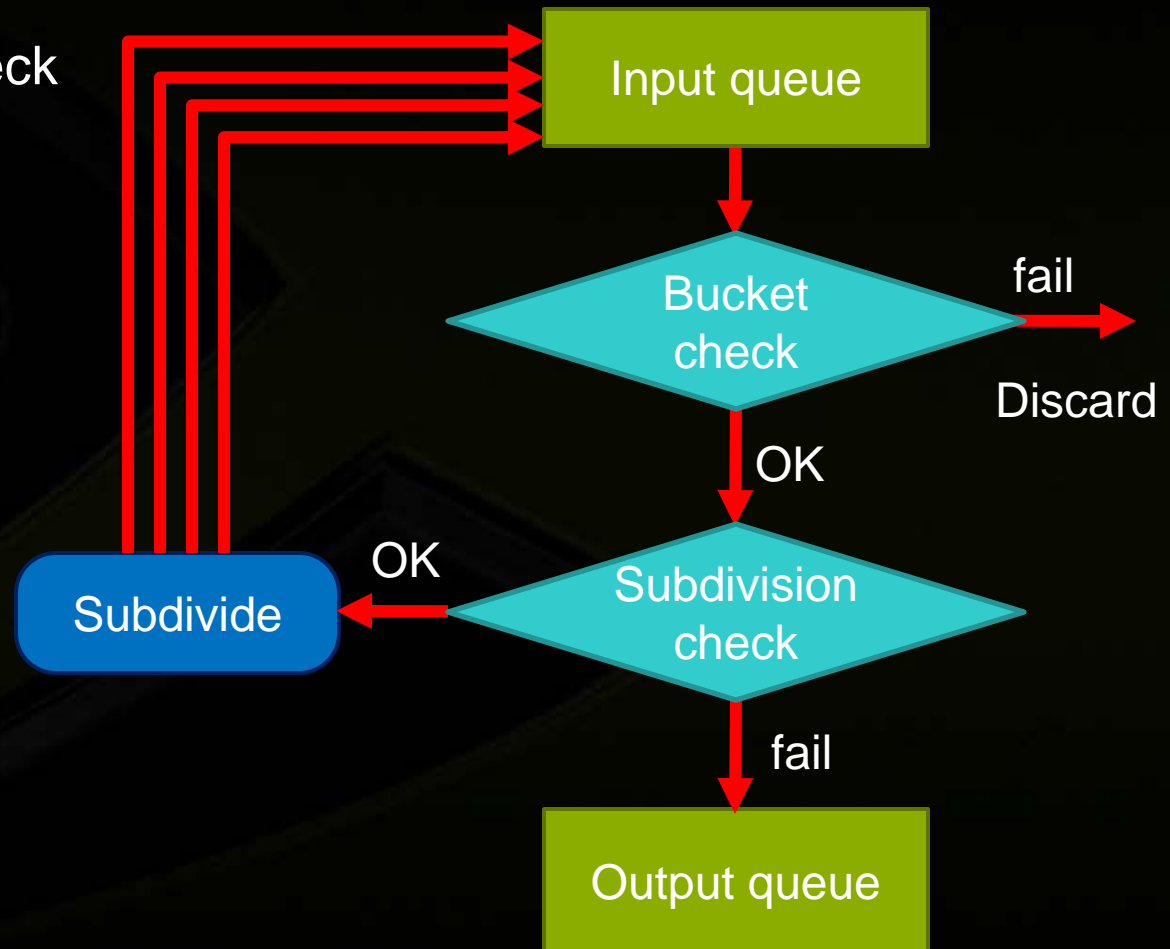 Input queue
Bucket
check
fail
Discard
OK
Subdivision
check
OK
Subdivide
fail
Output queue